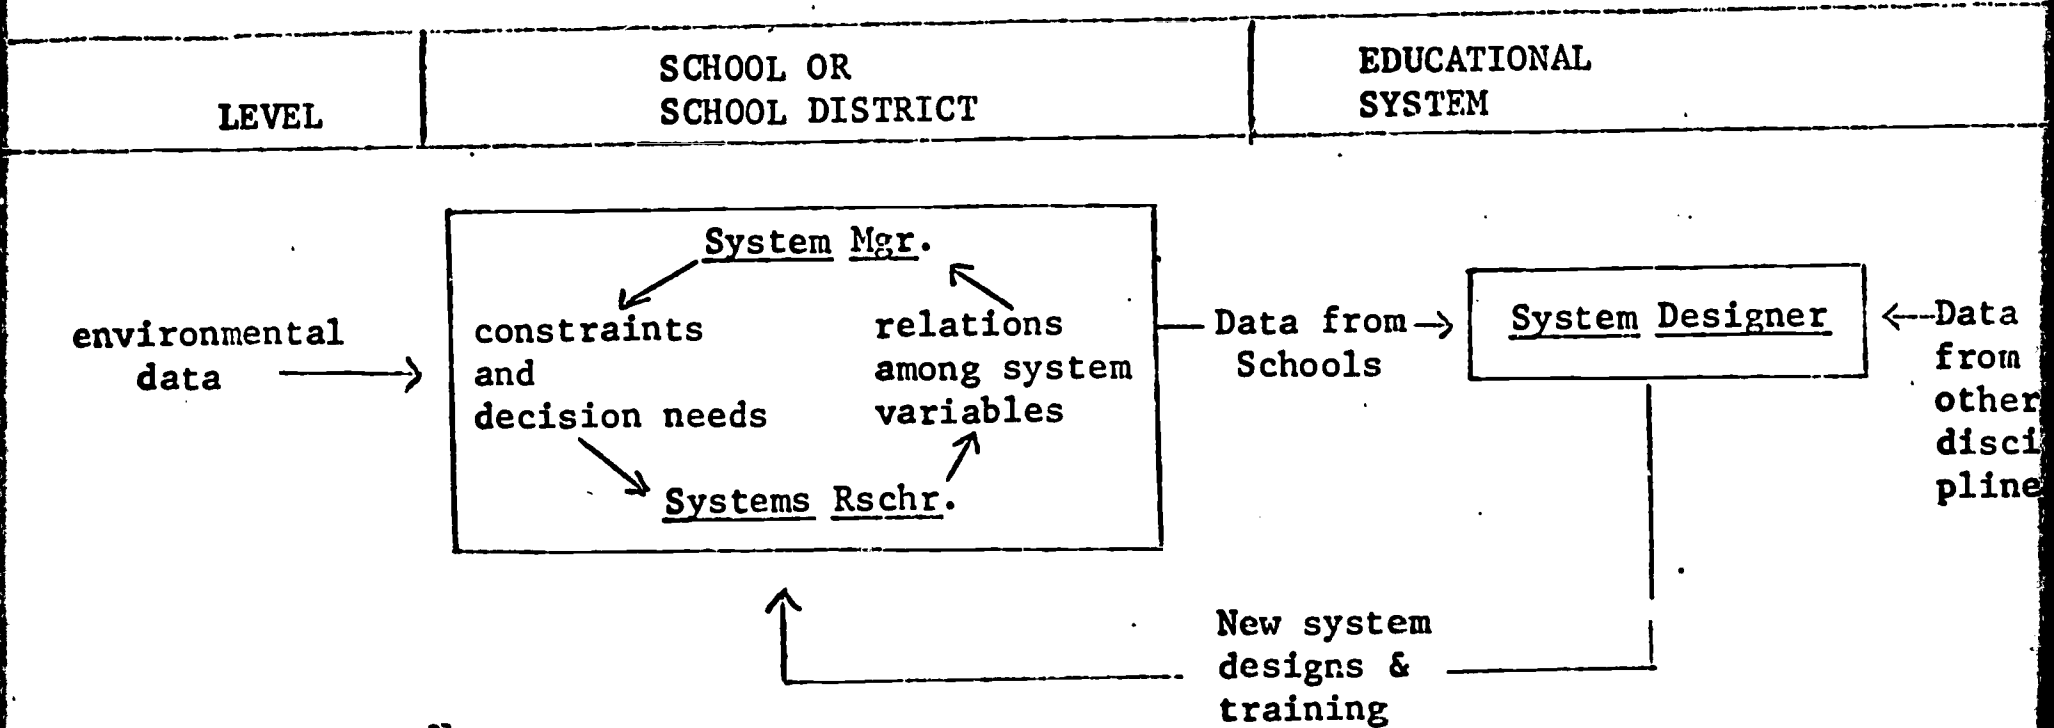 LEVEL
SCHOOL OR
SCHOOL DISTRICT
EDUCATIONAL
SYSTEM
environmental
data
System Mgr.
constraints
and
decision needs
relations
among system
variables
Systems Rschr.
Data from
Schools
System Designer
Data
from
other
disci
pline
New system
designs &
training